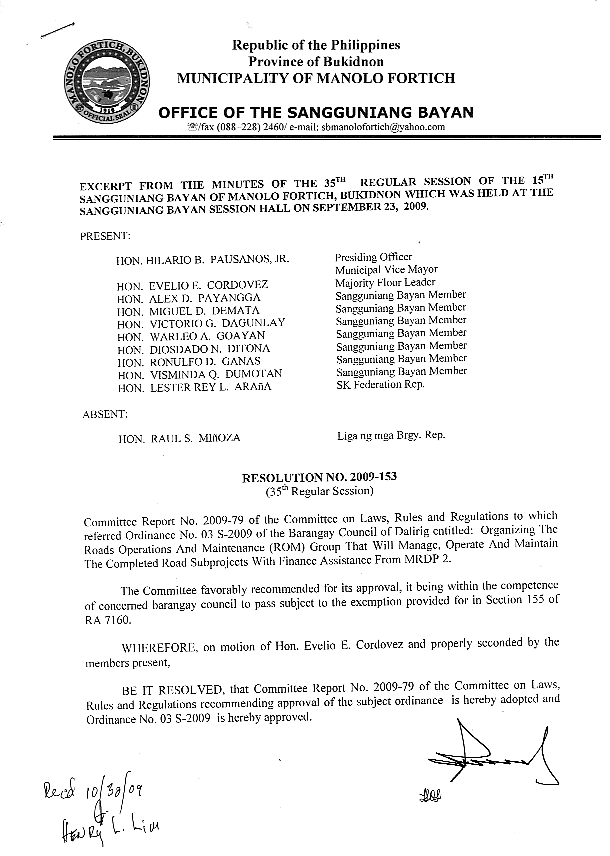 MANOLO FORTICH, BUKIDNON
1916
OFFICIAL SEAL
Republic of the Philippines
Province of Bukidnon
MUNICIPALITY OF MANOLO FORTICH
OFFICE OF THE SANGGUNIANG BAYAN
☏/fax (088-228) 2460/ e-mail: sbmanolofortich@yahoo.com
EXCERPT FROM THE MINUTES OF THE 35TH REGULAR SESSION OF THE 15TH
SANGGUNIANG BAYAN OF MANOLO FORTICH, BUKIDNON WHICH WAS HELD AT THE
SANGGUNIANG BAYAN SESSION HALL ON SEPTEMBER 23, 2009.
PRESENT:
HON. HILARIO B. PAUSANOS, JR. Presiding Officer
Municipal Vice Mayor
HON. EVELIO E. CORDOVEZ Majority Flour Leader
HON. ALEX D. PAYANGGA Sangguniang Bayan Member
HON. MIGUEL D. DEMATA Sangguniang Bayan Member
HON. VICTORIO G. DAGUNLAY Sangguniang Bayan Member
HON. WARLEO A. GOAYAN Sangguniang Bayan Member
HON. DIOSDADO N. DITONA Sangguniang Bayan Member
HON. RONULFO D. GANAS Sangguniang Bayan Member
HON. VISMINDA Q. DUMOTAN Sangguniang Bayan Member
HON. LESTER REY L. ARAñA SK Federation Rep.
ABSENT:
HON. RAUL S. MIñOZA Liga ng mga Brgy. Rep.
RESOLUTION NO. 2009-153
(35th Regular Session)
Committee Report No. 2009-79 of the Committee on Laws, Rules and Regulations to which
referred Ordinance No. 03 S-2009 of the Barangay Council of Dalirig entitled: Organizing The
Roads Operations And Maintenance (ROM) Group That Will Manage, Operate And Maintain
The Completed Road Subprojects With Finance Assistance From MRDP 2.
The Committee favorably recommended for its approval, it being within the competence
of concerned barangay council to pass subject to the exemption provided for in Section 155 of
RA 7160.
WHEREFORE, on motion of Hon. Evelio E. Cordovez and properly seconded by the
members present,
BE IT RESOLVED, that Committee Report No. 2009-79 of the Committee on Laws,
Rules and Regulations recommending approval of the subject ordinance is hereby adopted and
Ordinance No. 03 S-2009 is hereby approved.
Recd 10/30/09
Henry L. Lim